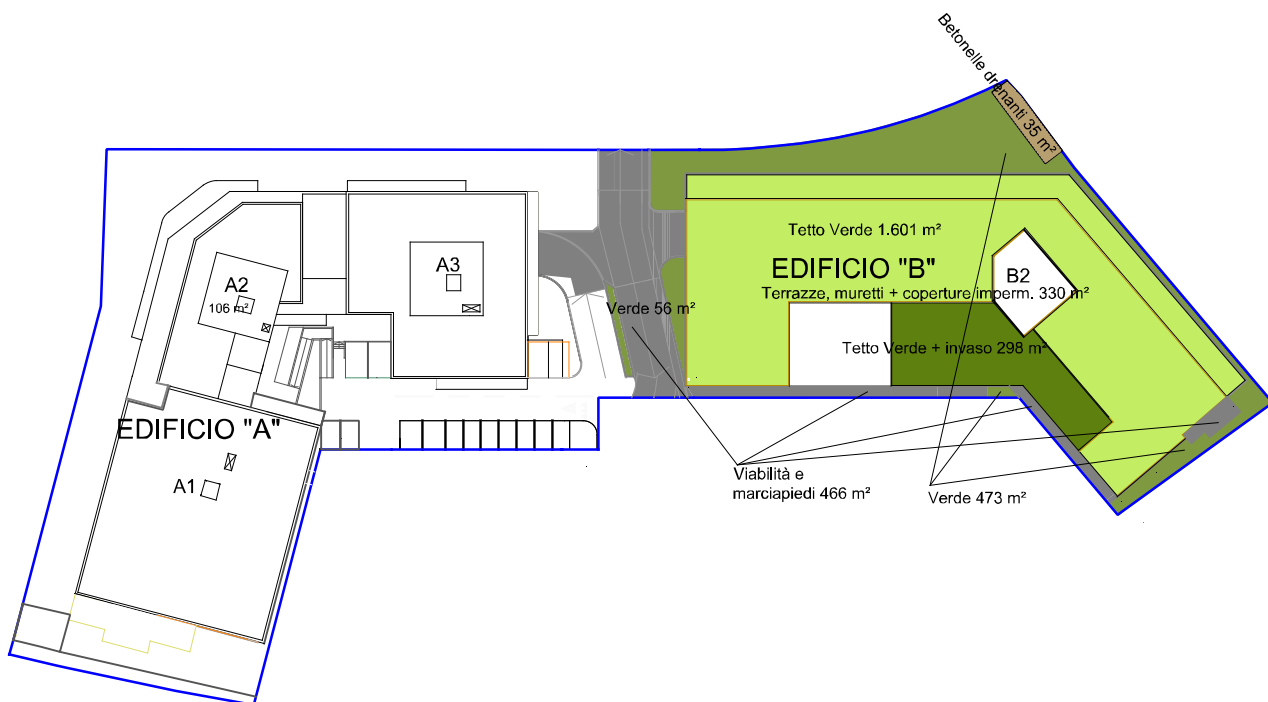 Betonelle drenanti 35 m²
Tetto Verde 1.601 m²
EDIFICIO "B"
B2
Terrazze, muretti + coperture imperm. 330 m²
A3
A2
106 m²
Verde 56 m²
Tetto Verde + invaso 298 m²
EDIFICIO "A"
A1
Viabilità e
marciapiedi 466 m²
Verde 473 m²